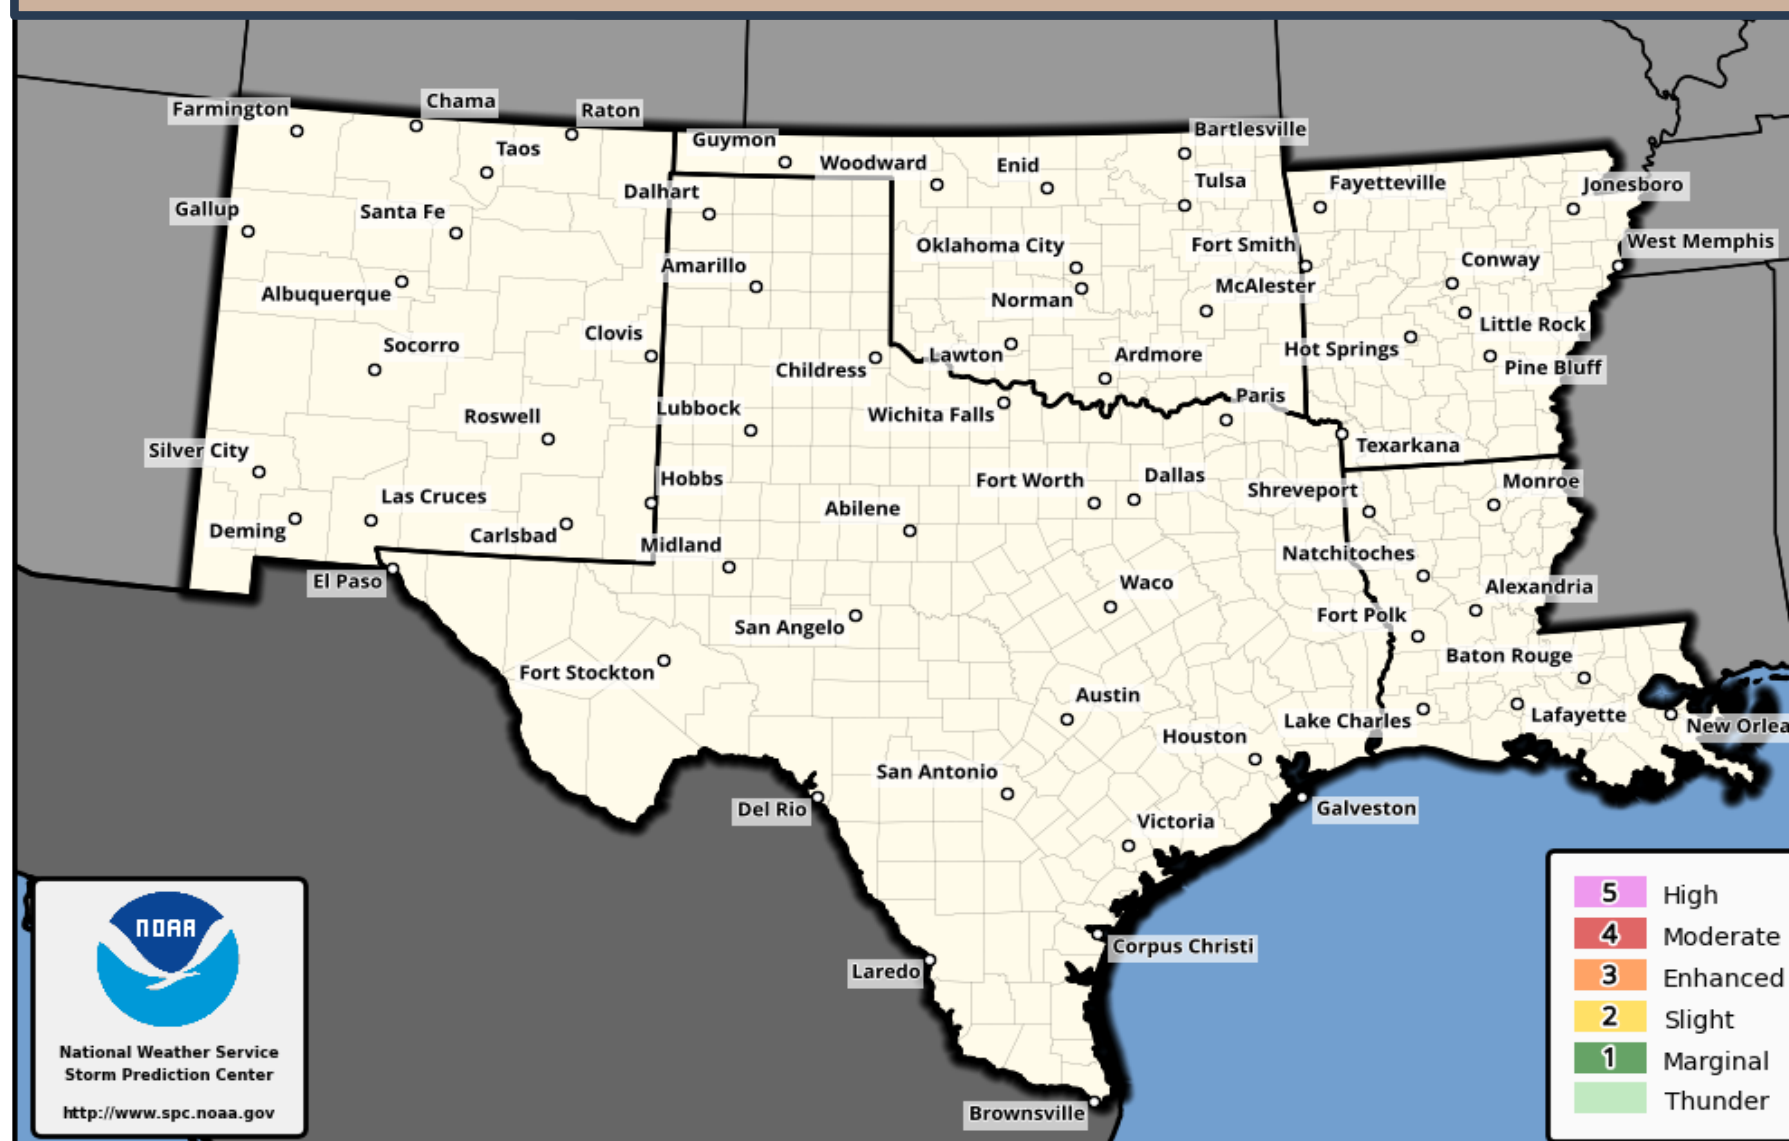 Farmington
Chama
Raton
Guymon
Bartlesville
Taos
Woodward
Enid
Tulsa
Fayetteville
Jonesboro
Dalhart
Gallup
Santa Fe
Oklahoma City
Fort Smith
West Memphis
Amarillo
Conway
Albuquerque
Norman
McAlester
Socorro
Clovis
Little Rock
Lawton
Ardmore
Hot Springs
Childress
Pine Bluff
Paris
Roswell
Lubbock
Wichita Falls
Silver City
Texarkana
Hobbs
Fort Worth
Dallas
Shreveport
Monroe
Las Cruces
Abilene
Deming
Carlsbad
Midland
Natchitoches
El Paso
Waco
Alexandria
San Angelo
Fort Polk
Fort Stockton
Baton Rouge
Austin
Lake Charles
Lafayette
New Orlea
Houston
San Antonio
Del Rio
Galveston
Victoria
Corpus Christi
Laredo
Brownsville
NOAA
National Weather Service
Storm Prediction Center
http://www.spc.noaa.gov
5 High
4 Moderate
3 Enhanced
2 Slight
1 Marginal
Thunder